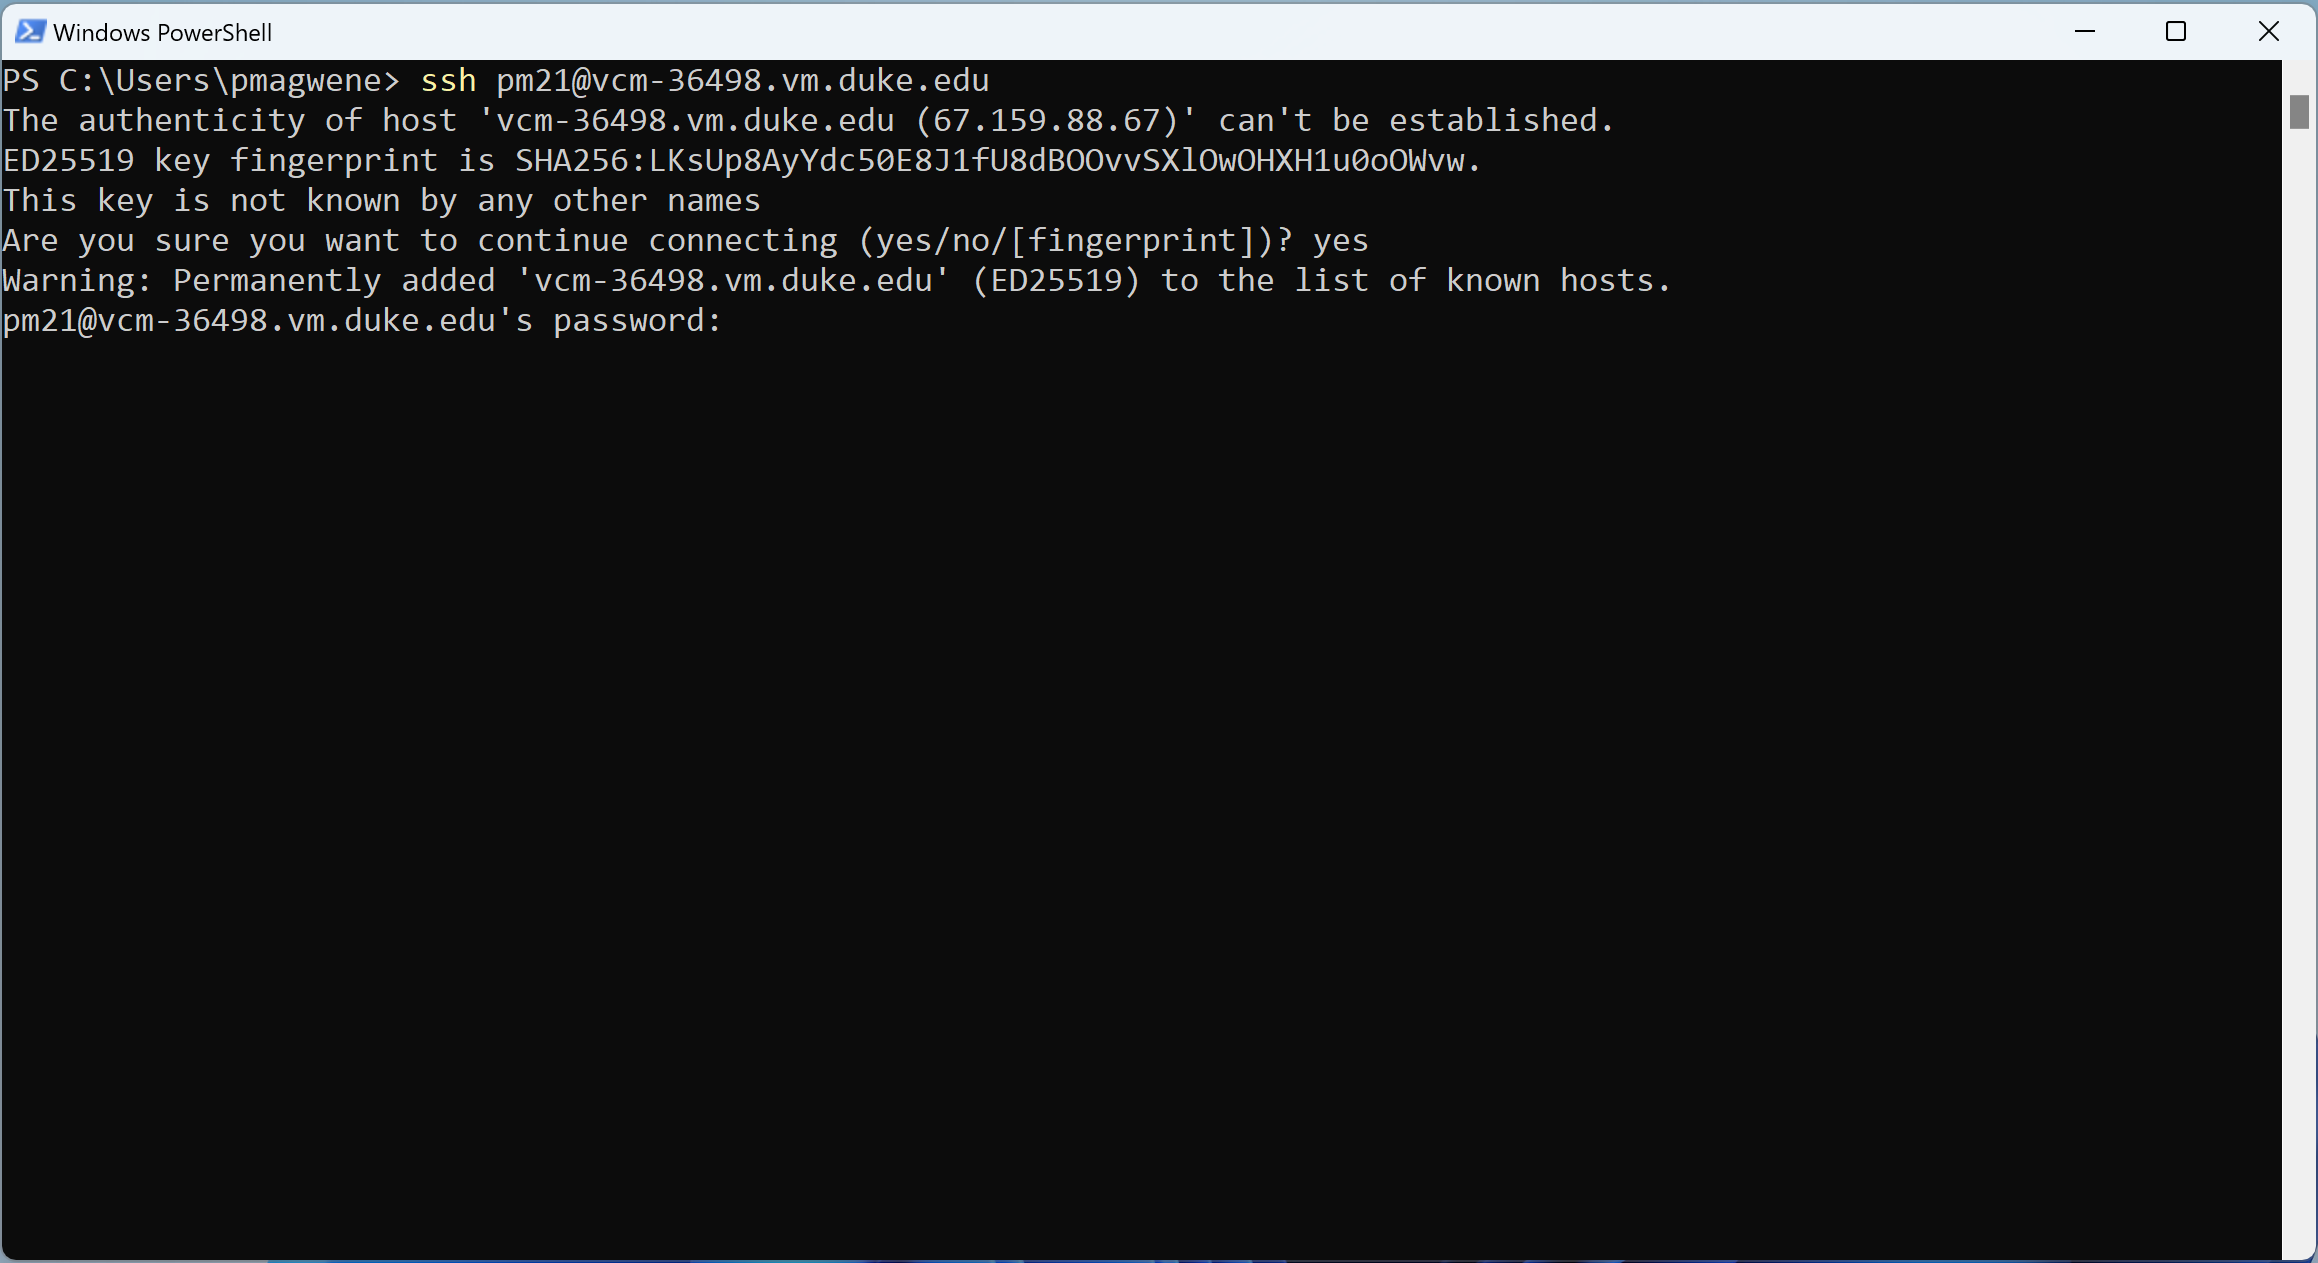 Windows PowerShell
PS C:\Users\pmagwene> ssh pm21@vcm-36498.vm.duke.edu
The authenticity of host 'vcm-36498.vm.duke.edu (67.159.88.67)' can't be established.
ED25519 key fingerprint is SHA256:LKsUp8AyYdc50E8J1fU8dBOOvvSXlOwOHXH1u0oOWvw.
This key is not known by any other names
Are you sure you want to continue connecting (yes/no/[fingerprint])? yes
Warning: Permanently added 'vcm-36498.vm.duke.edu' (ED25519) to the list of known hosts.
pm21@vcm-36498.vm.duke.edu's password: